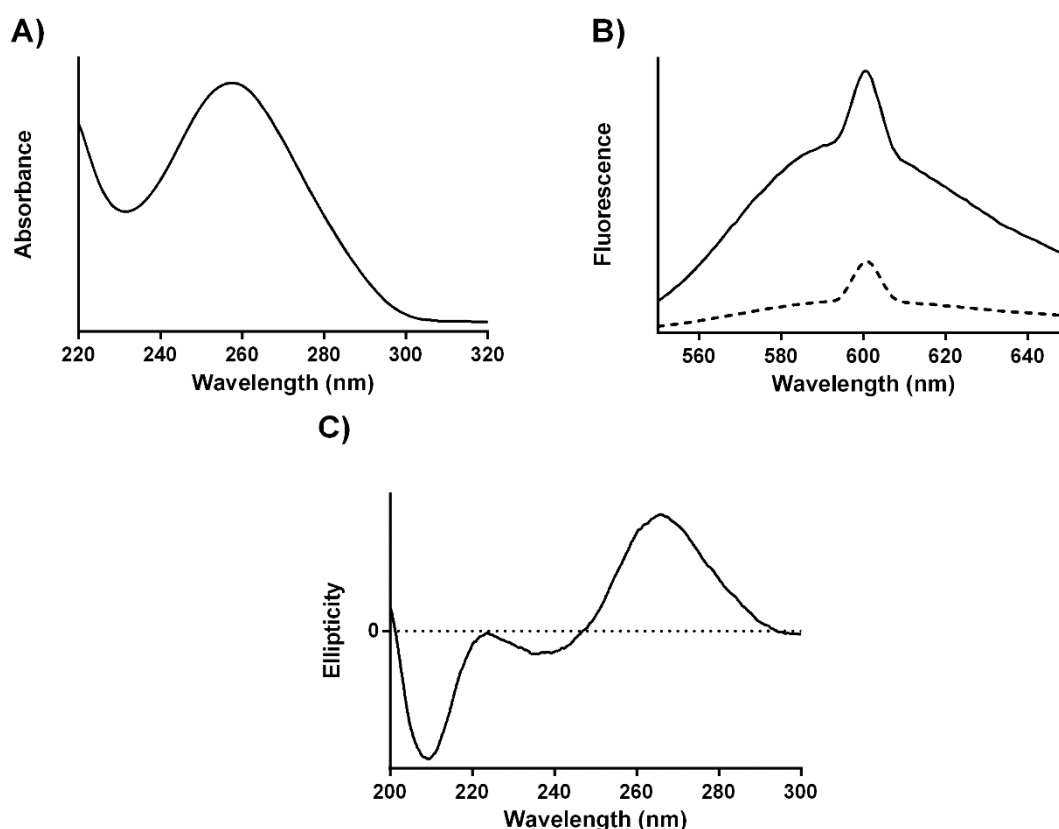 A)
Absorbance
220 240 260 280 300 320
Wavelength (nm)
B)
Fluorescence
560 580 600 620 640
Wavelength (nm)
C)
Ellipticity
0
200 220 240 260 280 300
Wavelength (nm)